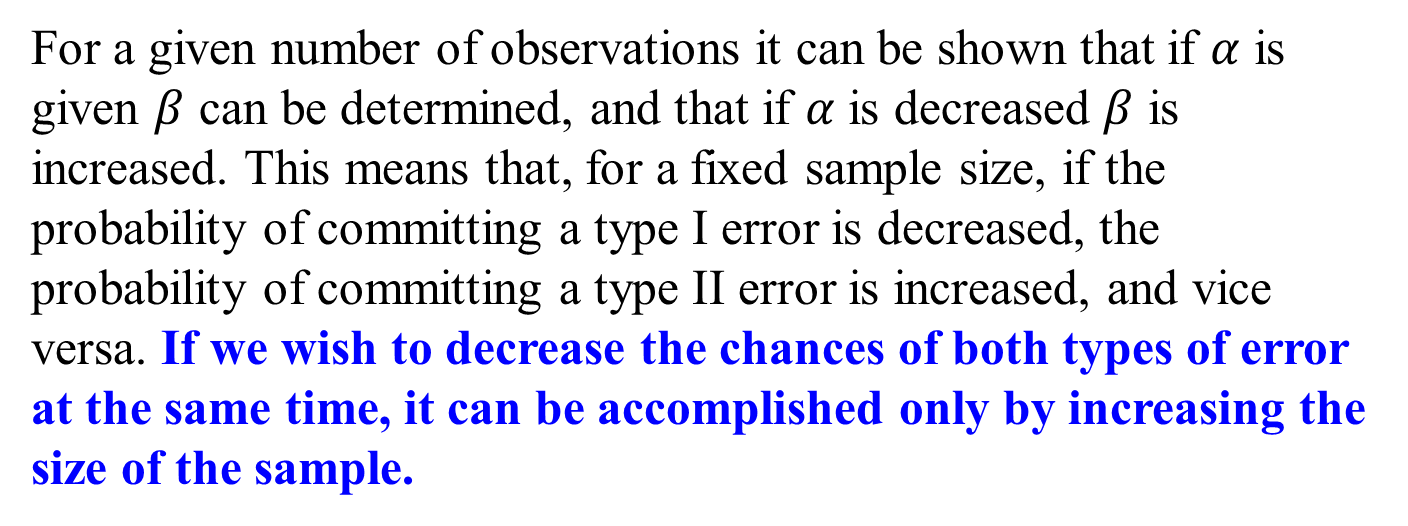 For a given number of observations it can be shown that if α is
given β can be determined, and that if α is decreased β is
increased. This means that, for a fixed sample size, if the
probability of committing a type I error is decreased, the
probability of committing a type II error is increased, and vice
versa. If we wish to decrease the chances of both types of error
at the same time, it can be accomplished only by increasing the
size of the sample.